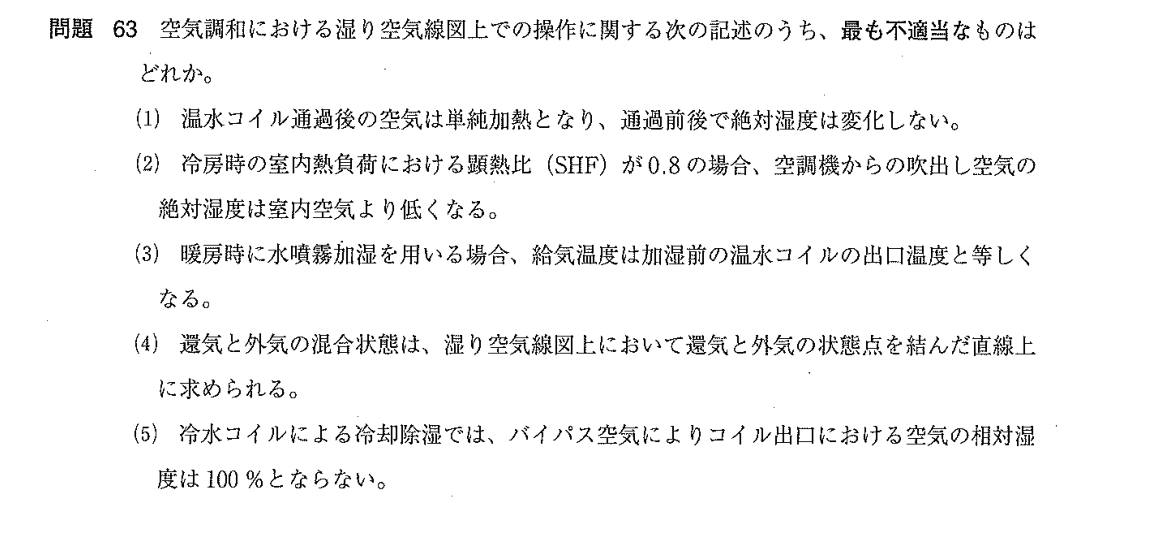 問題 63 空気調和における湿り空気線図上での操作に関する次の記述のうち、最も不適当なものは
どれか。
(1) 温水コイル通過後の空気は単純加熱となり、通過前後で絶対湿度は変化しない。
(2) 冷房時の室内熱負荷における顕熱比（SHF）が0.8の場合、空調機からの吹出し空気の
絶対湿度は室内空気より低くなる。
(3) 暖房時に水噴霧加湿を用いる場合、給気温度は加湿前の温水コイルの出口温度と等しく
なる。
(4) 還気と外気の混合状態は、湿り空気線図上において還気と外気の状態点を結んだ直線上
に求められる。
(5) 冷水コイルによる冷却除湿では、バイパス空気によりコイル出口における空気の相対湿
度は100 %とならない。